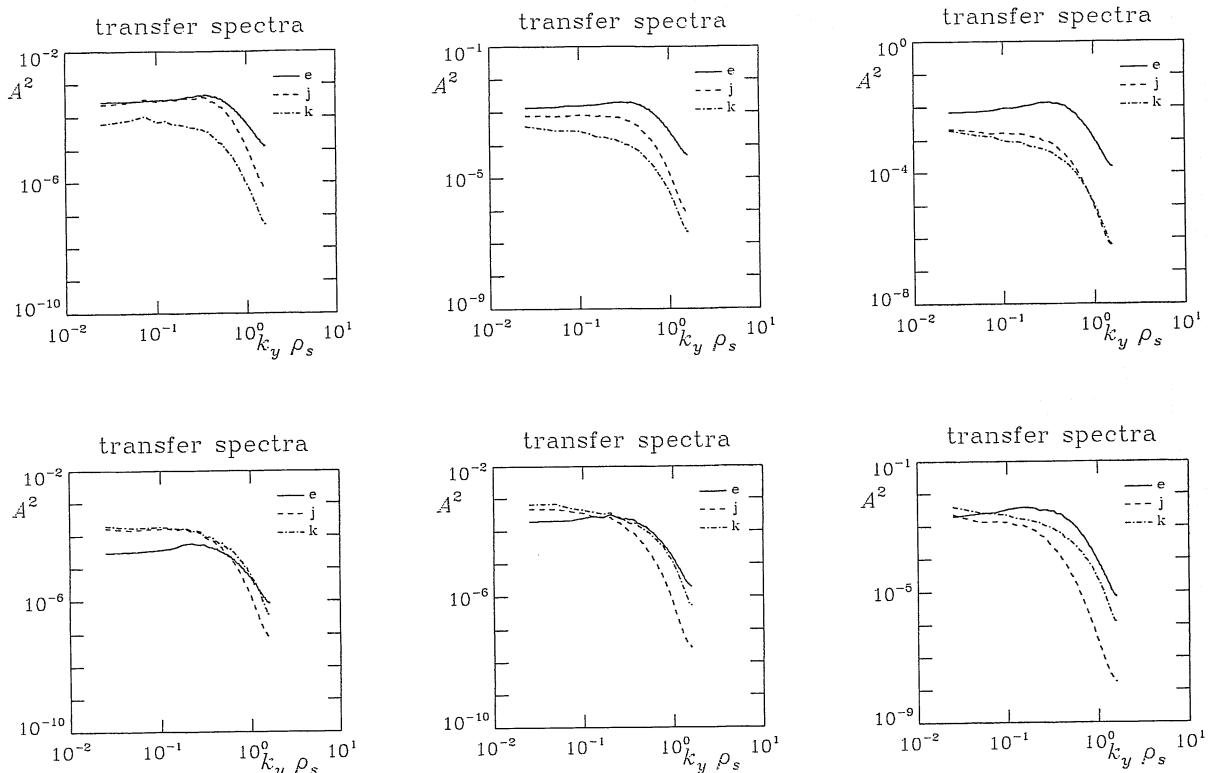 transfer spectra
10^-2
A^2
10^-6
10^-10
e
j
k
10^-2
10^-1
10^0
10^1
k_y ρ_s
transfer spectra
10^-1
A^2
10^-5
10^-9
e
j
k
10^-2
10^-1
10^0
10^1
k_y ρ_s
transfer spectra
10^0
A^2
10^-4
10^-8
e
j
k
10^-2
10^-1
10^0
10^1
k_y ρ_s
transfer spectra
10^-2
A^2
10^-6
10^-10
e
j
k
10^-2
10^-1
10^0
10^1
k_y ρ_s
transfer spectra
10^-2
A^2
10^-6
10^-10
e
j
k
10^-2
10^-1
10^0
10^1
k_y ρ_s
transfer spectra
10^-1
A^2
10^-5
10^-9
e
j
k
10^-2
10^-1
10^0
10^1
k_y ρ_s